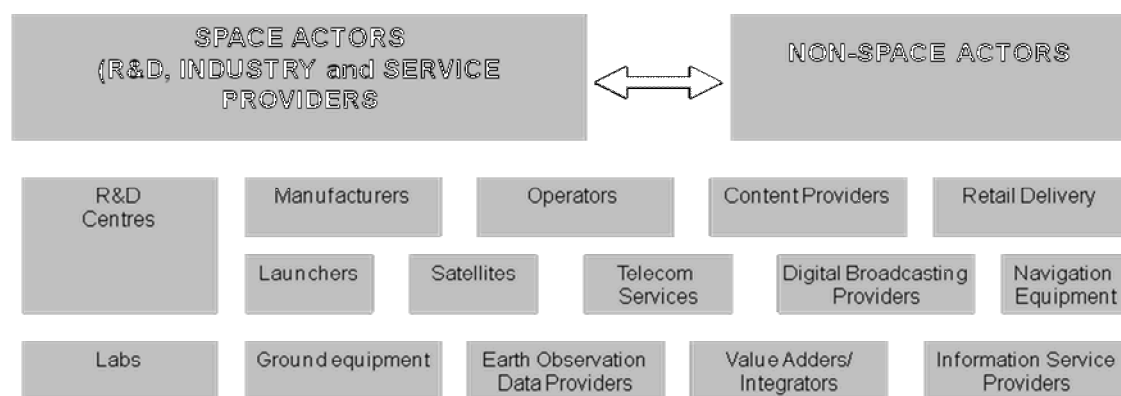 SPACE ACTORS
(R&D, INDUSTRY and SERVICE
PROVIDERS
NON-SPACE ACTORS
R&D
Centres
Manufacturers
Operators
Content Providers
Retail Delivery
Launchers
Satellites
Telecom
Services
Digital Broadcasting
Providers
Navigation
Equipment
Labs
Ground equipment
Earth Observation
Data Providers
Value Adders/
Integrators
Information Service
Providers